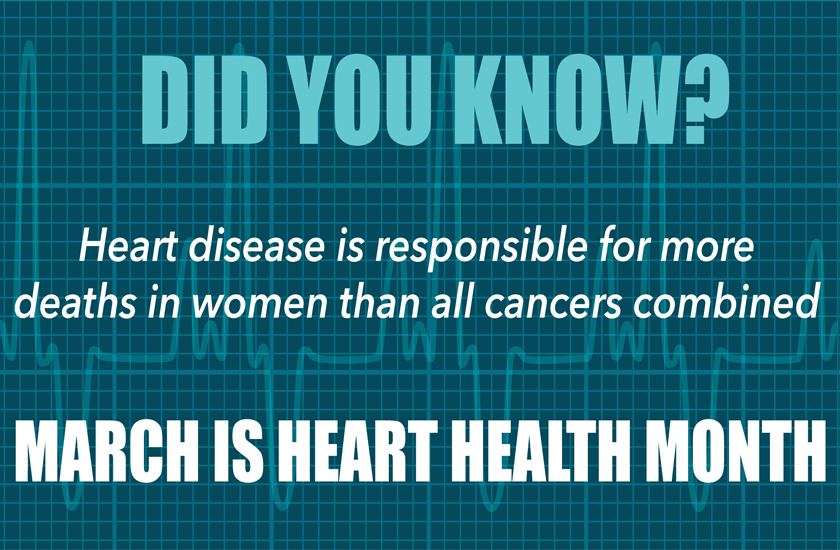 DID YOU KNOW?
Heart disease is responsible for more
deaths in women than all cancers combined
MARCH IS HEART HEALTH MONTH